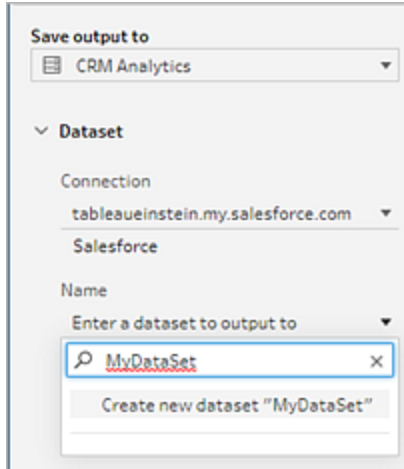 Save output to
CRM Analytics
Dataset
Connection
tableaueinstein.my.salesforce.com
Salesforce
Name
Enter a dataset to output to
MyDataSet
Create new dataset "MyDataSet"